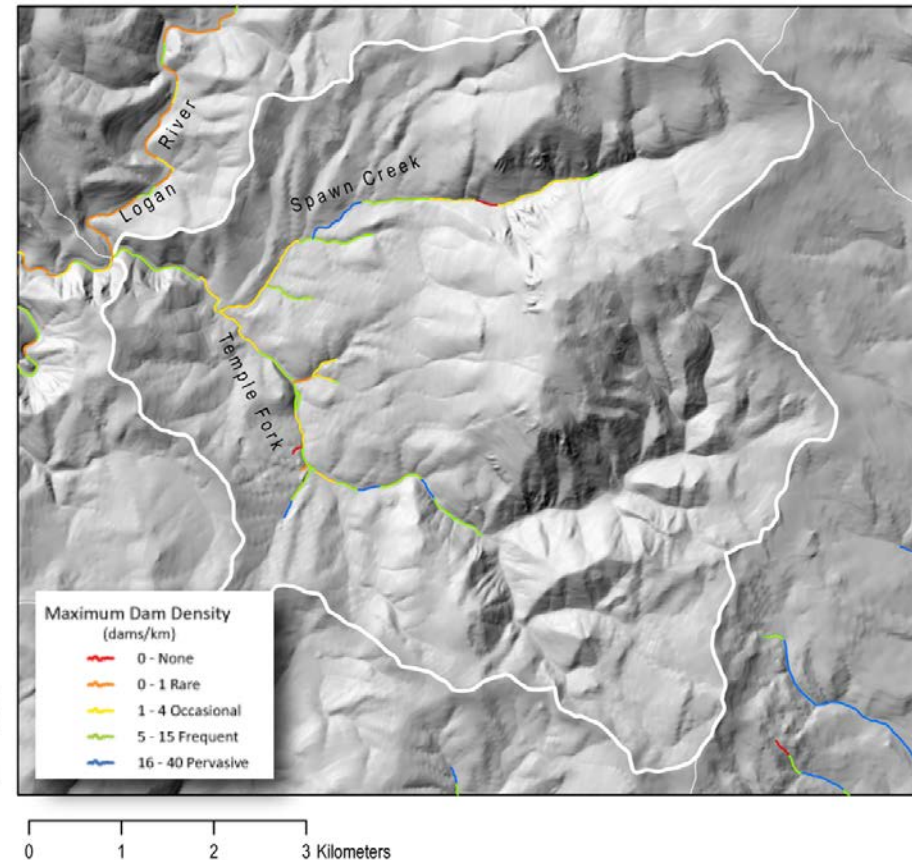 Logan River
Spawn Creek
Temple Fork
Maximum Dam Density
(dams/km)
0 - None
0 - 1 Rare
1 - 4 Occasional
5 - 15 Frequent
16 - 40 Pervasive
0 1 2 3 Kilometers